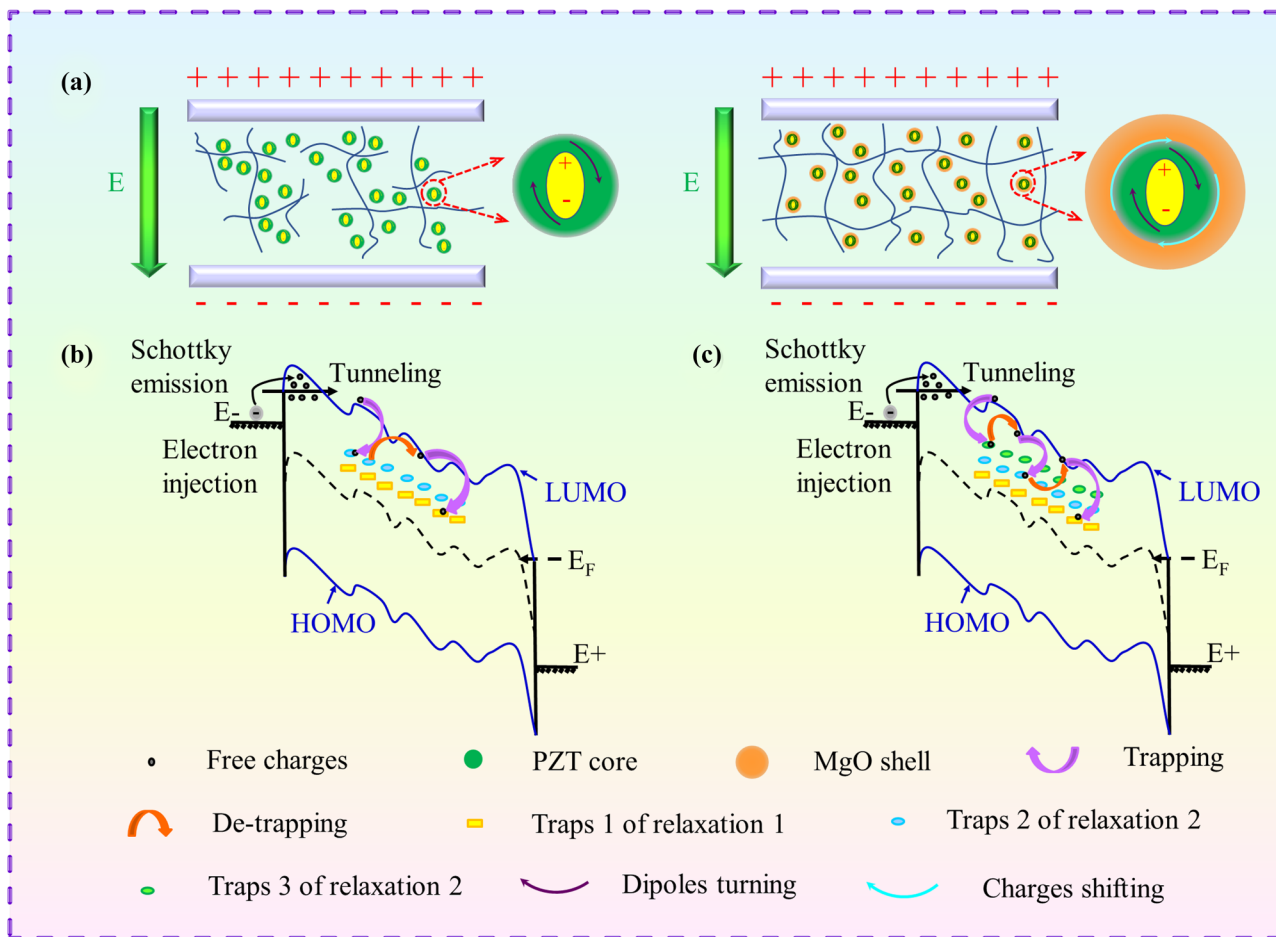 (a)
+ + + + + + + + + +
+ + + + + + + + + +
E
+
-
E
+
-
- - - - - - - - - -
- - - - - - - - - -
(b)
Schottky
emission
Tunneling
E-
-
Electron
injection
LUMO
E_F
HOMO
E+
(c)
Schottky
emission
Tunneling
E-
-
Electron
injection
LUMO
E_F
HOMO
E+
Free charges
PZT core
MgO shell
Trapping
De-trapping
Traps 1 of relaxation 1
Traps 2 of relaxation 2
Traps 3 of relaxation 2
Dipoles turning
Charges shifting